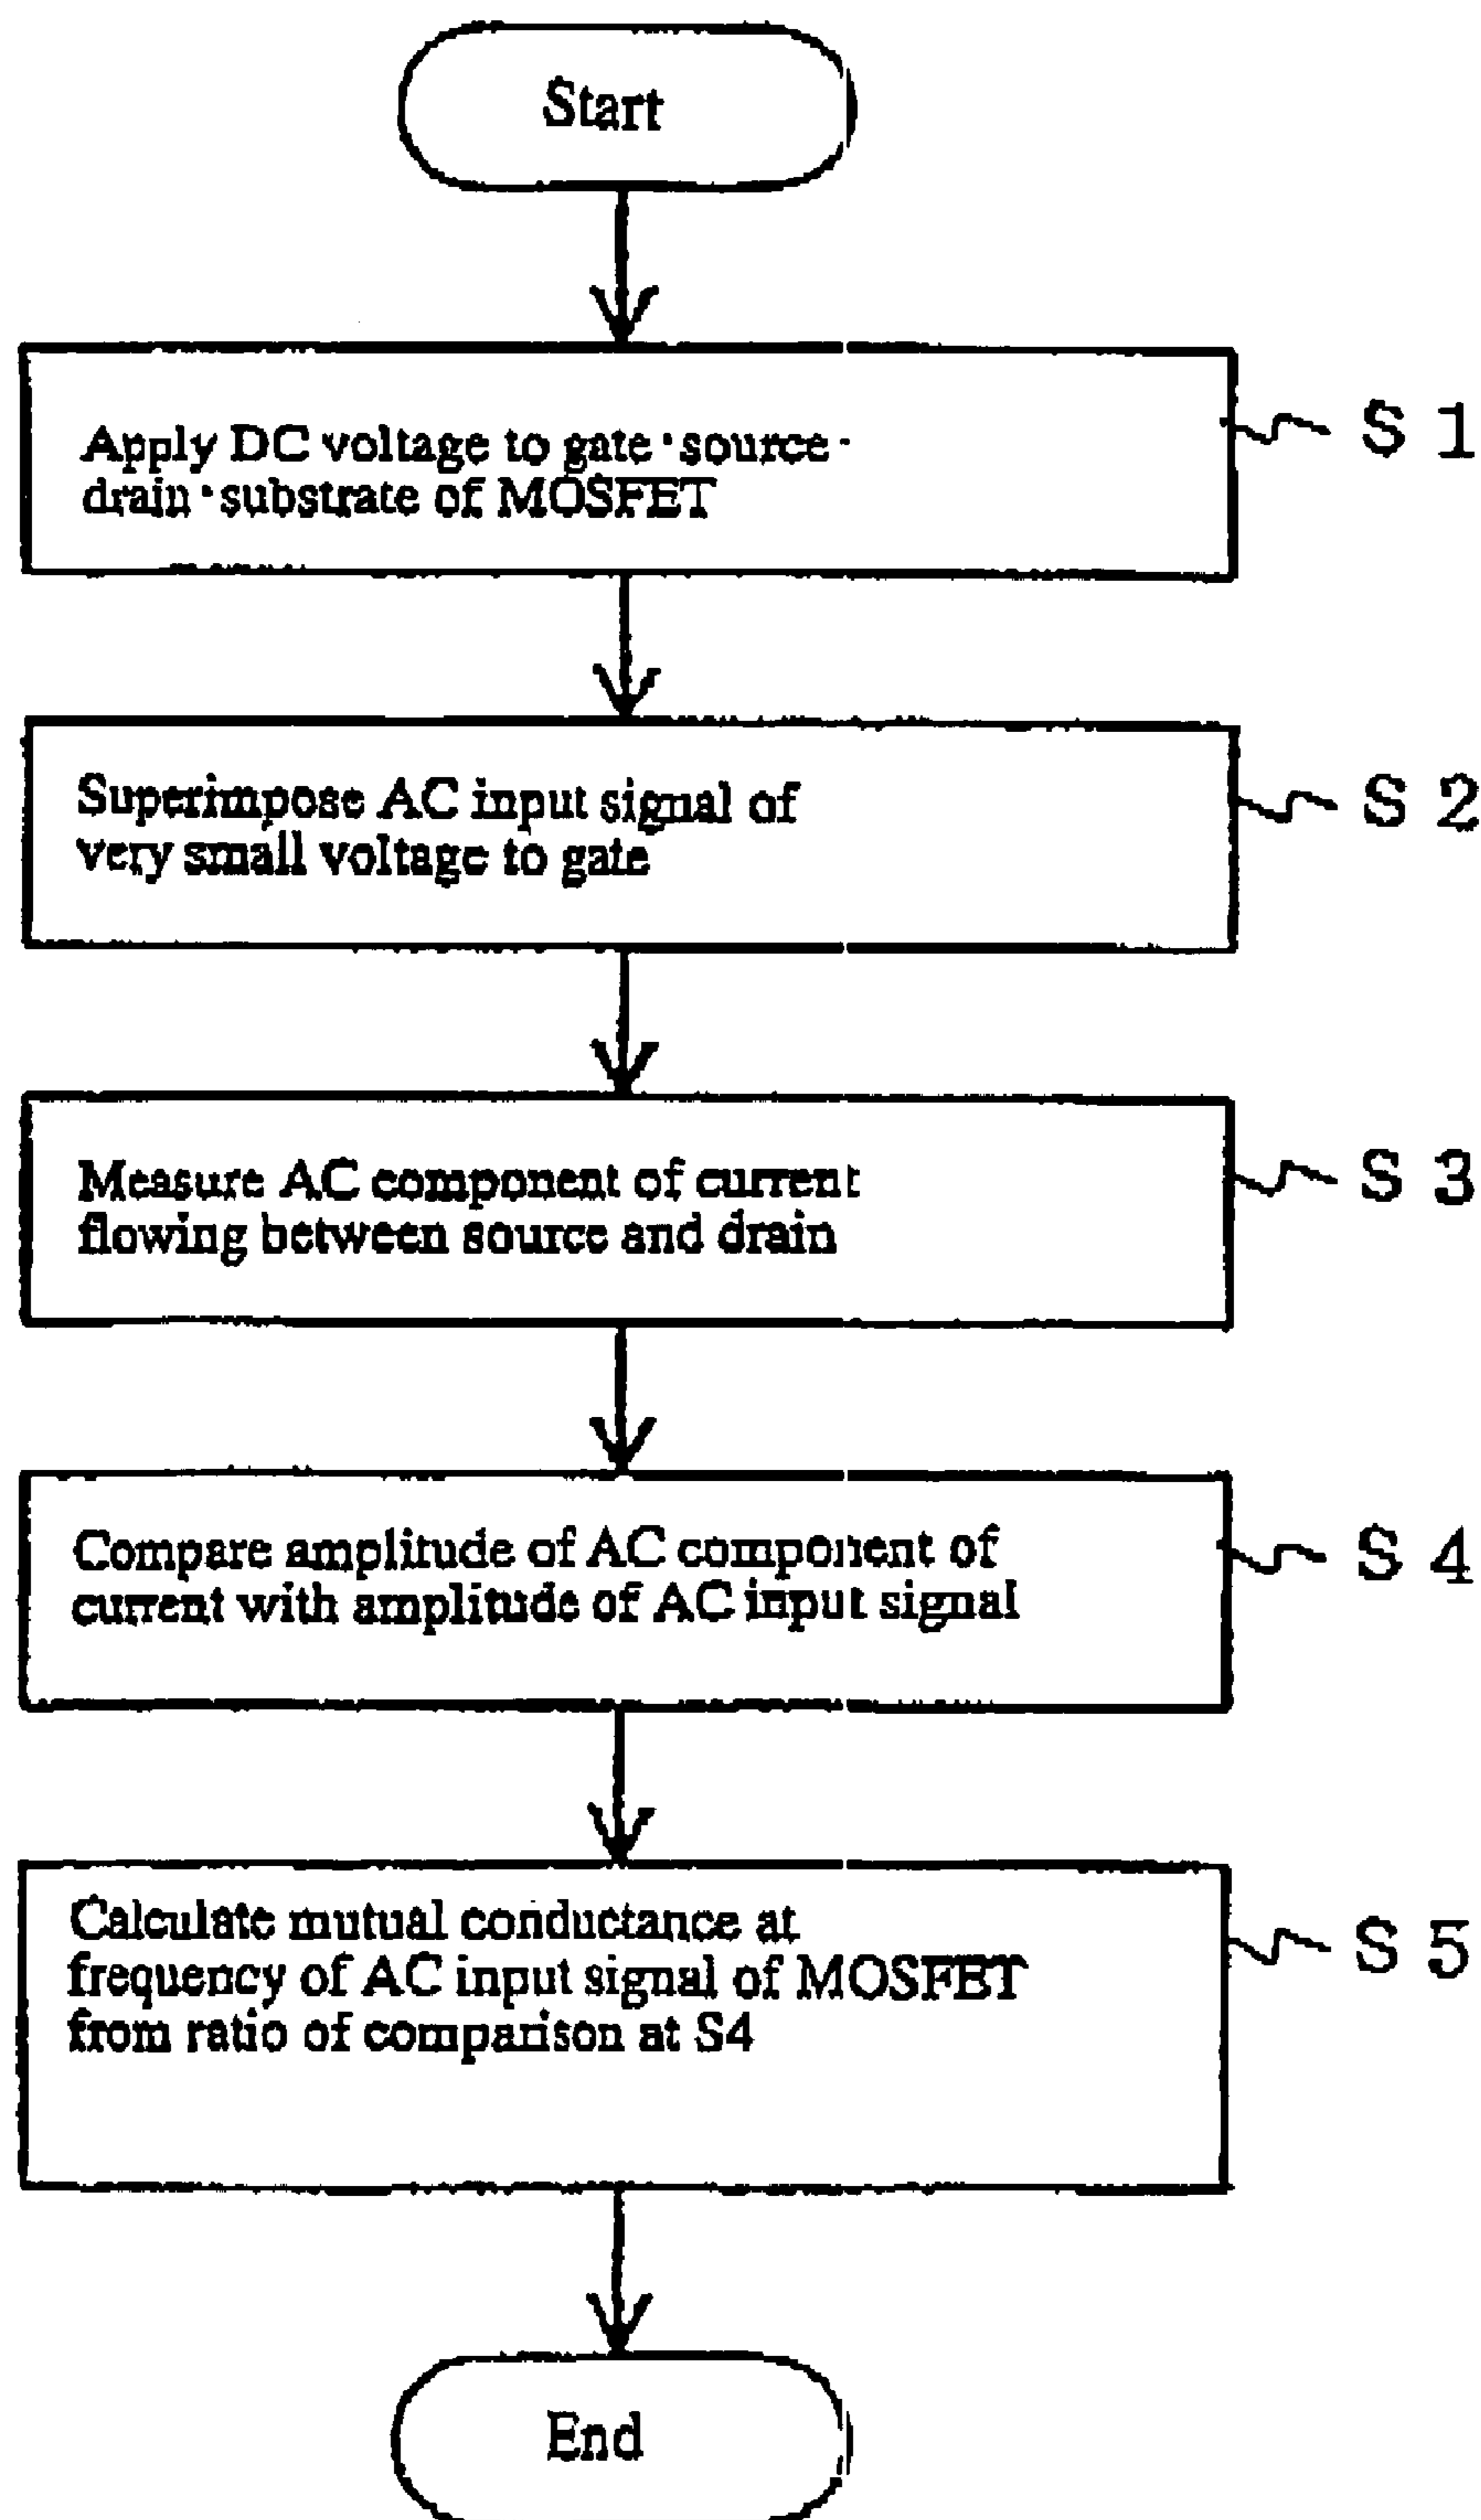 Start
Apply DC voltage to gate·source·
drain·substrate of MOSFET
S 1
Superimpose AC input signal of
very small voltage to gate
S 2
Measure AC component of current
flowing between source and drain
S 3
Compare amplitude of AC component of
current with amplitude of AC input signal
S 4
Calculate mutual conductance at
frequency of AC input signal of MOSFET
from ratio of comparison at S4
S 5
End